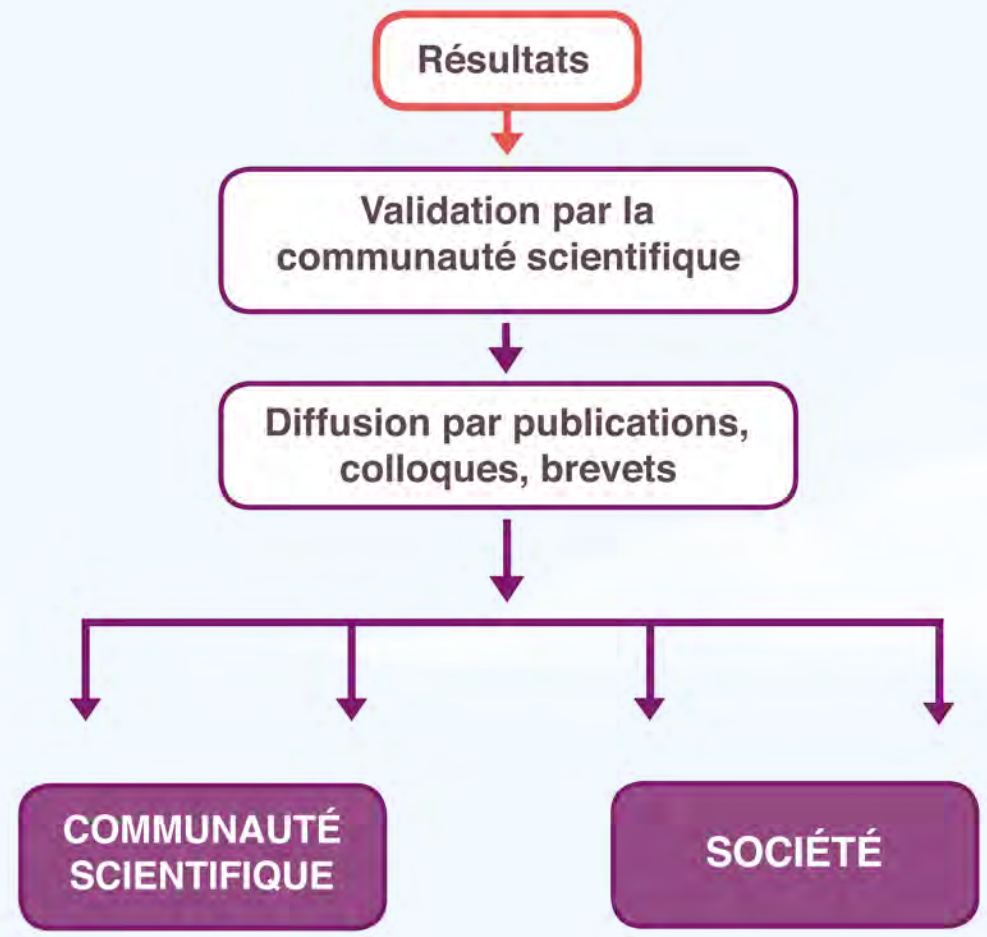 Résultats
Validation par la
communauté scientifique
Diffusion par publications,
colloques, brevets
COMMUNAUTÉ
SCIENTIFIQUE
SOCIÉTÉ